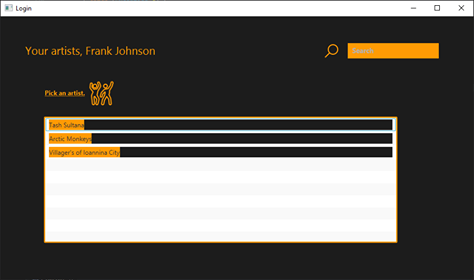 Login
Your artists, Frank Johnson
Search
Pick an artist.
Tash Sultana
Arctic Monkeys
Villager's of Ioannina City